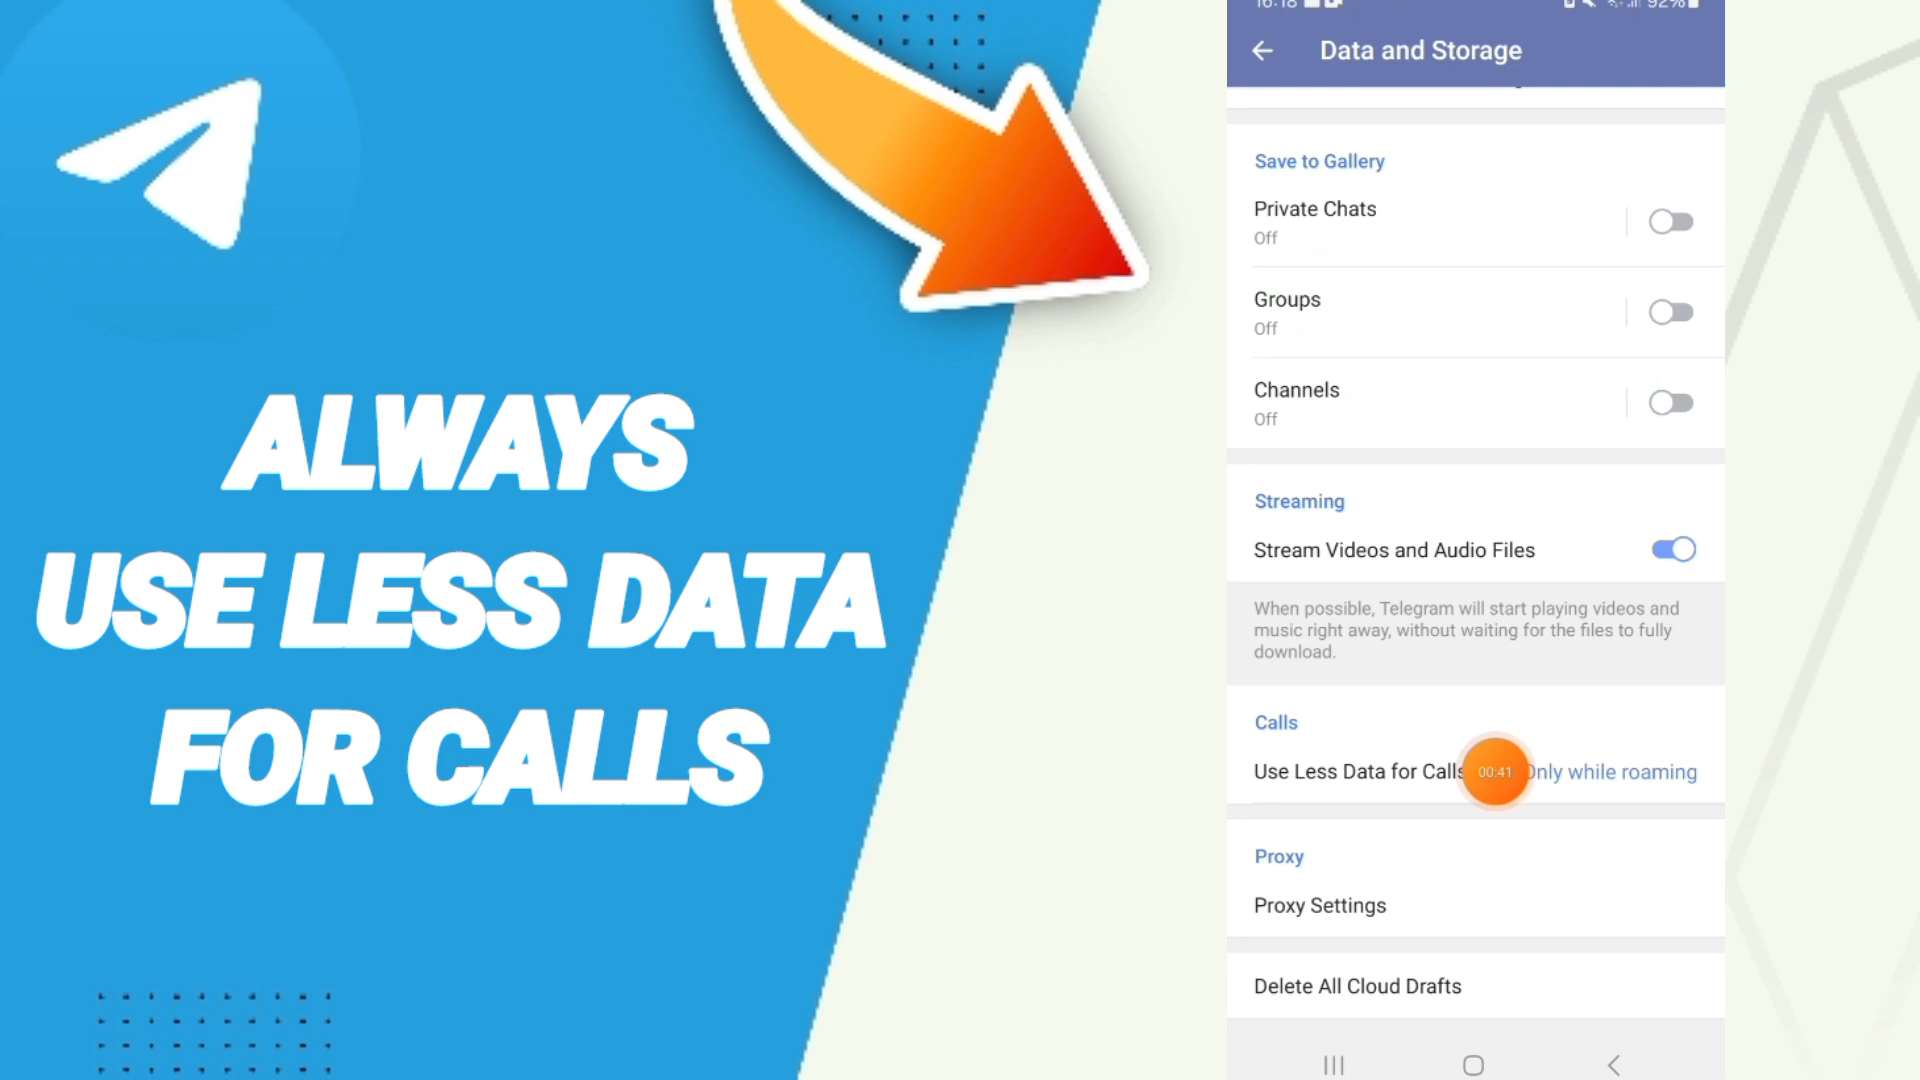 ALWAYS
USE LESS DATA
FOR CALLS
16:18
92%
Data and Storage
Save to Gallery
Private Chats
Off
Groups
Off
Channels
Off
Streaming
Stream Videos and Audio Files
When possible, Telegram will start playing videos and
music right away, without waiting for the files to fully
download.
Calls
Use Less Data for Calls 00:41 Only while roaming
Proxy
Proxy Settings
Delete All Cloud Drafts